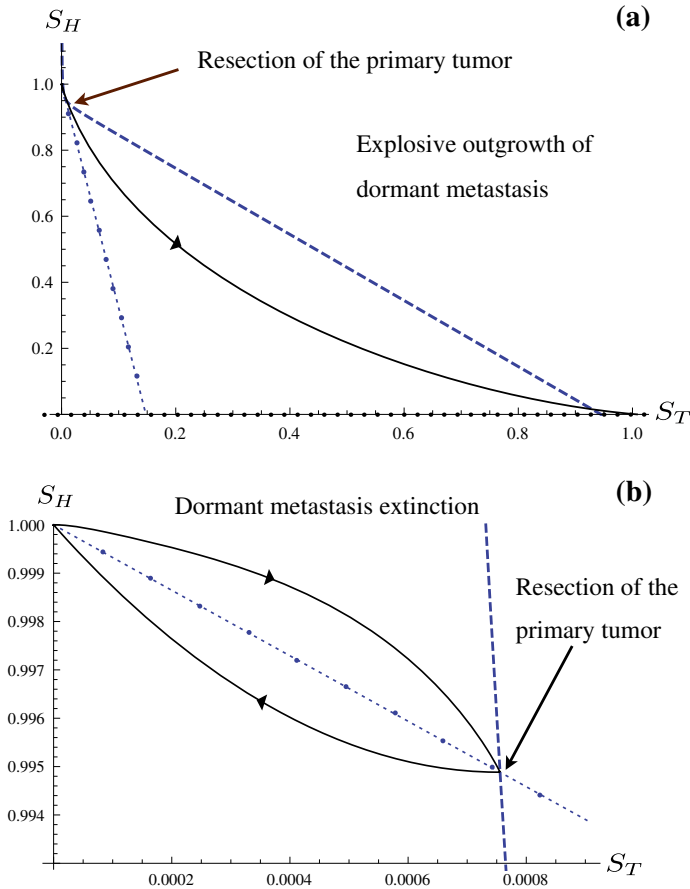 S_H
(a)
Resection of the primary tumor
1.0
Explosive outgrowth of
dormant metastasis
0.8
0.6
0.4
0.2
0.0 0.2 0.4 0.6 0.8 1.0 S_T
(b)
S_H Dormant metastasis extinction
1.000
0.999
Resection of the
primary tumor
0.998
0.997
0.996
0.995
0.994
0.0002 0.0004 0.0006 0.0008 S_T